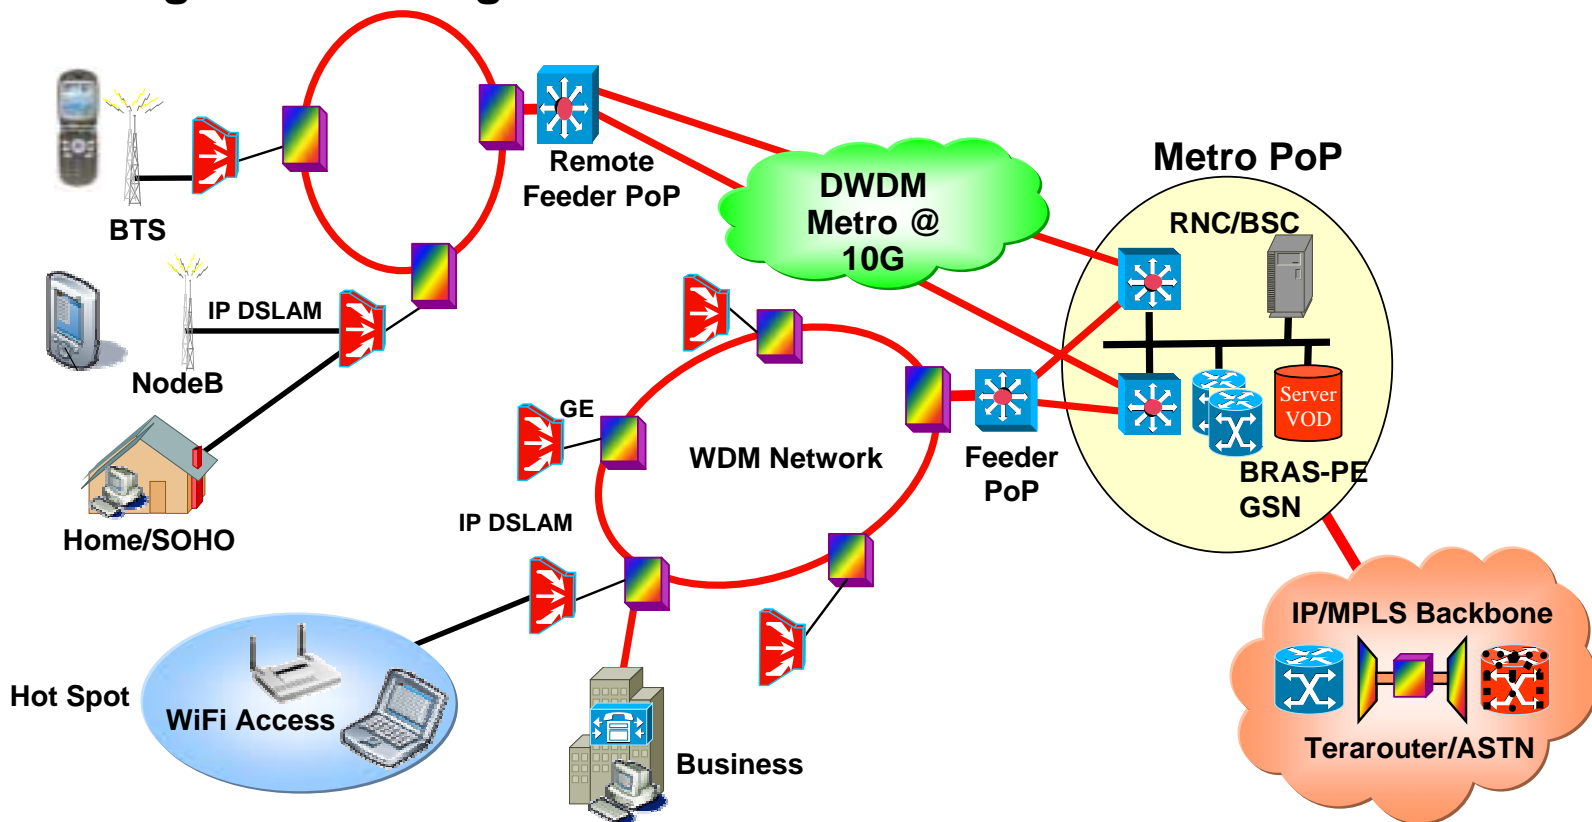 Remote
Feeder PoP
Metro PoP
DWDM
Metro @
10G
RNC/BSC
BTS
IP DSLAM
NodeB
GE
Server
VOD
WDM Network
Feeder
PoP
BRAS-PE
GSN
IP DSLAM
Home/SOHO
IP/MPLS Backbone
Hot Spot
WiFi Access
Business
Terarouter/ASTN